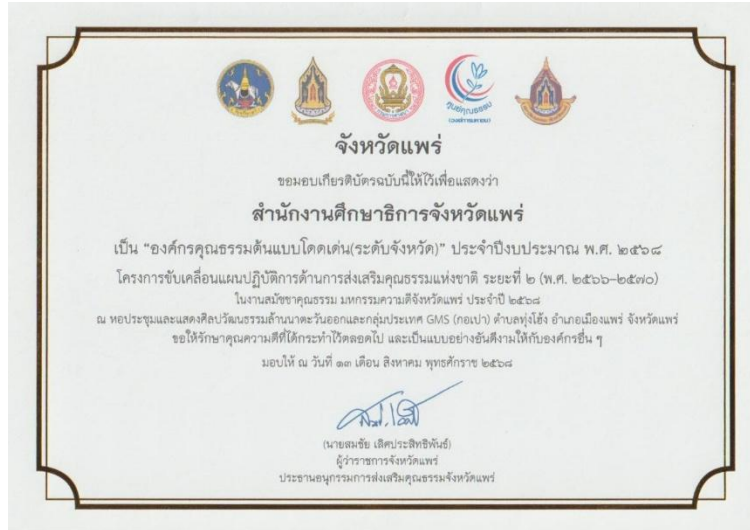 ศูนย์คุณธรรม
(องค์การมหาชน)
จังหวัดแพร่
ขอมอบเกียรติบัตรฉบับนี้ให้ไว้เพื่อแสดงว่า
สำนักงานศึกษาธิการจังหวัดแพร่
เป็น “องค์กรคุณธรรมต้นแบบโดดเด่น(ระดับจังหวัด)” ประจำปีงบประมาณ พ.ศ. ๒๕๖๘
โครงการขับเคลื่อนแผนปฏิบัติการด้านการส่งเสริมคุณธรรมแห่งชาติ ระยะที่ ๒ (พ.ศ. ๒๕๖๖–๒๕๗๐)
ในงานสมัชชาคุณธรรม มหกรรมความดีจังหวัดแพร่ ประจำปี ๒๕๖๘
ณ หอประชุมและแสดงศิลปวัฒนธรรมล้านนาตะวันออกและกลุ่มประเทศ GMS (กอเปา) ตำบลทุ่งโฮ้ง อำเภอเมืองแพร่ จังหวัดแพร่
ขอให้รักษาคุณความดีที่ได้กระทำไว้ตลอดไป และเป็นแบบอย่างอันดีงามให้กับองค์กรอื่น ๆ
มอบให้ ณ วันที่ ๑๓ เดือน สิงหาคม พุทธศักราช ๒๕๖๘
(นายสมชัย เลิศประสิทธิพันธ์)
ผู้ว่าราชการจังหวัดแพร่
ประธานอนุกรรมการส่งเสริมคุณธรรมจังหวัดแพร่